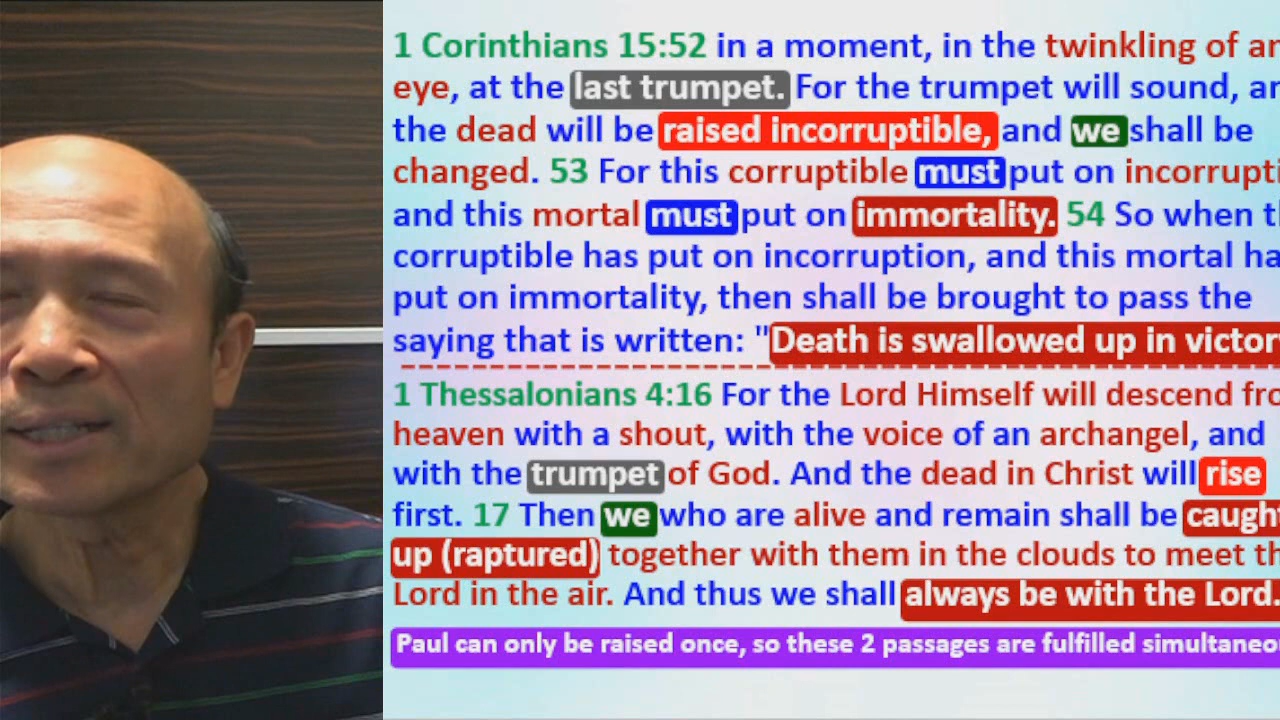 1 Corinthians 15:52 in a moment, in the twinkling of an
eye, at the last trumpet. For the trumpet will sound,
the dead will be raised incorruptible, and we shall be
changed. 53 For this corruptible must put on
and this mortal must put on immortality. 54 So when
corruptible has put on incorruption, and this mortal
put on immortality, then shall be brought to pass the
saying that is written: "Death is swallowed up in
1 Thessalonians 4:16 For the Lord Himself will descend
heaven with a shout, with the voice of an archangel, and
with the trumpet of God. And the dead in Christ will rise
first. 17 Then we who are alive and remain shall be caught
up (raptured) together with them in the clouds to meet
Lord in the air. And thus we shall always be with the Lord.
Paul can only be raised once, so these 2 passages are fulfilled